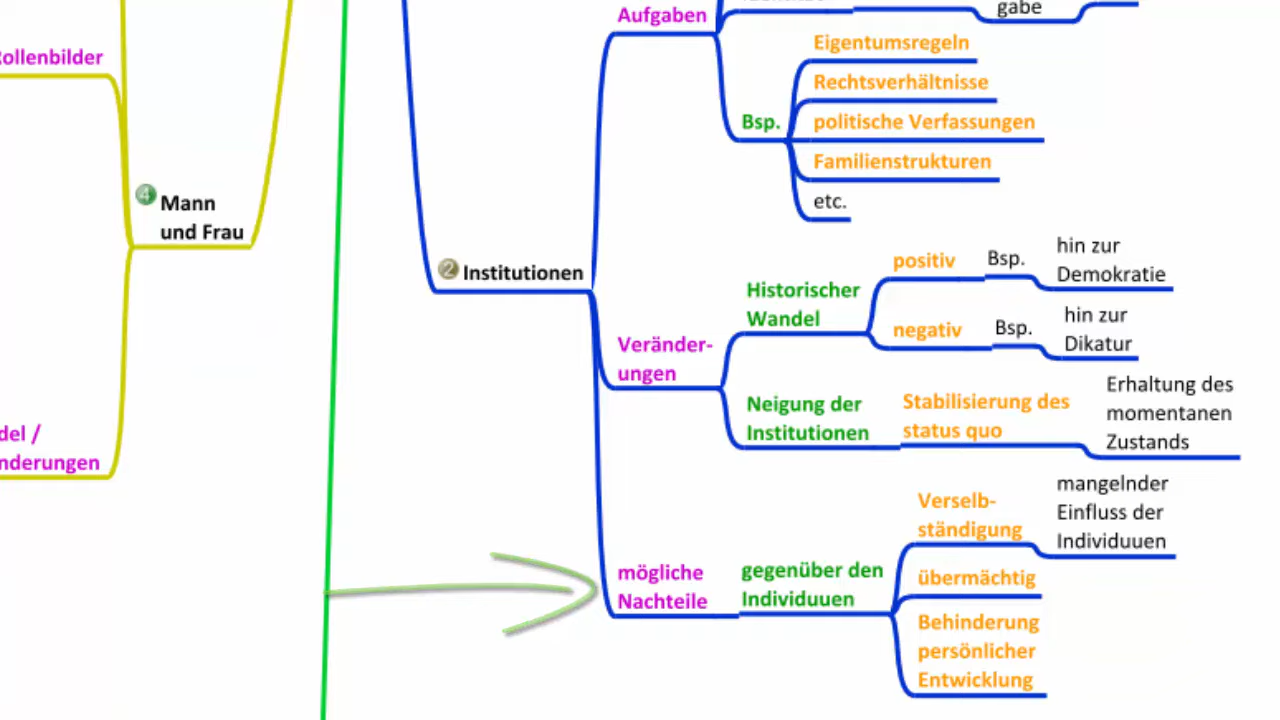 Aufgaben
gabe
Eigentumsregeln
Rechtsverhältnisse
Bsp.
politische Verfassungen
Familienstrukturen
etc.
Rollenbilder
4
Mann
und Frau
2
Institutionen
Veränder-
ungen
Historischer
Wandel
positiv
Bsp.
hin zur
Demokratie
negativ
Bsp.
hin zur
Dikatur
Neigung der
Institutionen
Stabilisierung des
status quo
Erhaltung des
momentanen
Zustands
del /
nderungen
mögliche
Nachteile
gegenüber den
Individuuen
Verselb-
ständigung
mangelnder
Einfluss der
Individuuen
übermächtig
Behinderung
persönlicher
Entwicklung